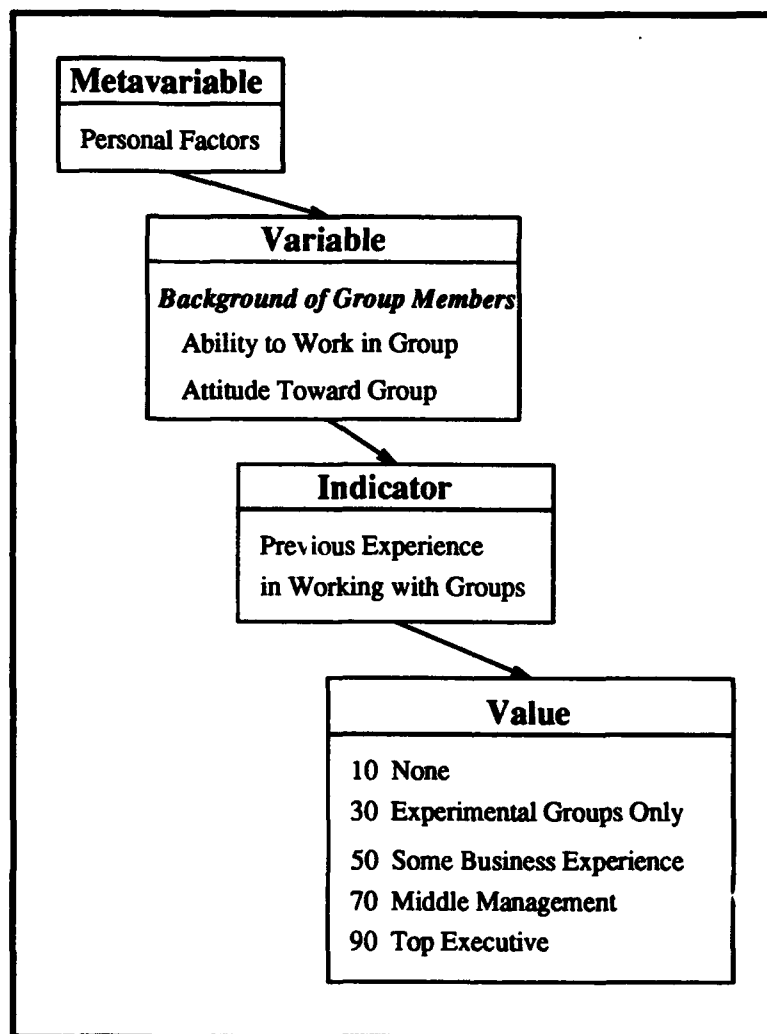 Metavariable
Personal Factors
Variable
Background of Group Members
Ability to Work in Group
Attitude Toward Group
Indicator
Previous Experience
in Working with Groups
Value
10 None
30 Experimental Groups Only
50 Some Business Experience
70 Middle Management
90 Top Executive